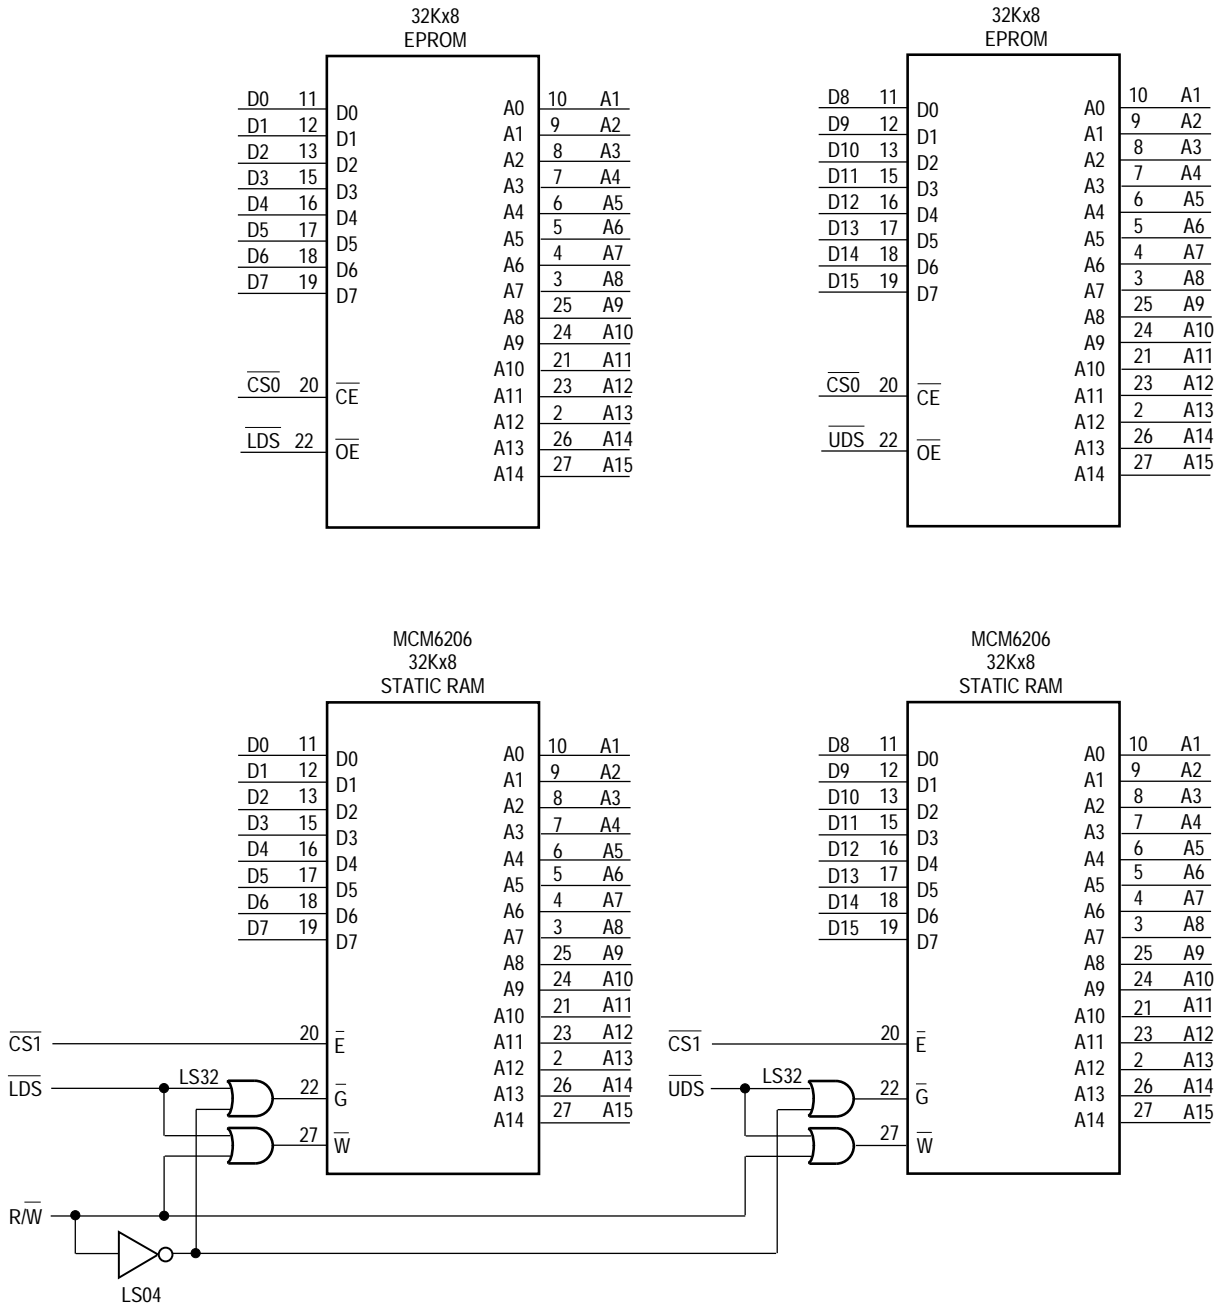 32Kx8
EPROM
D0 11 D0 A0 10 A1
D1 12 D1 A1 9 A2
D2 13 D2 A2 8 A3
D3 15 D3 A3 7 A4
D4 16 D4 A4 6 A5
D5 17 D5 A5 5 A6
D6 18 D6 A6 4 A7
D7 19 D7 A7 3 A8
A8 25 A9
A9 24 A10
A10 21 A11
CS0 20 CE A11 23 A12
A12 2 A13
LDS 22 OE A13 26 A14
A14 27 A15
32Kx8
EPROM
D8 11 D0 A0 10 A1
D9 12 D1 A1 9 A2
D10 13 D2 A2 8 A3
D11 15 D3 A3 7 A4
D12 16 D4 A4 6 A5
D13 17 D5 A5 5 A6
D14 18 D6 A6 4 A7
D15 19 D7 A7 3 A8
A8 25 A9
A9 24 A10
A10 21 A11
CS0 20 CE A11 23 A12
A12 2 A13
UDS 22 OE A13 26 A14
A14 27 A15
MCM6206
32Kx8
STATIC RAM
D0 11 D0 A0 10 A1
D1 12 D1 A1 9 A2
D2 13 D2 A2 8 A3
D3 15 D3 A3 7 A4
D4 16 D4 A4 6 A5
D5 17 D5 A5 5 A6
D6 18 D6 A6 4 A7
D7 19 D7 A7 3 A8
A8 25 A9
A9 24 A10
A10 21 A11
CS1 20 E A11 23 A12
A12 2 A13
LDS LS32 22 G A13 26 A14
A14 27 A15
27 W
R/W
LS04
MCM6206
32Kx8
STATIC RAM
D8 11 D0 A0 10 A1
D9 12 D1 A1 9 A2
D10 13 D2 A2 8 A3
D11 15 D3 A3 7 A4
D12 16 D4 A4 6 A5
D13 17 D5 A5 5 A6
D14 18 D6 A6 4 A7
D15 19 D7 A7 3 A8
A8 25 A9
A9 24 A10
A10 21 A11
CS1 20 E A11 23 A12
A12 2 A13
UDS LS32 22 G A13 26 A14
A14 27 A15
27 W